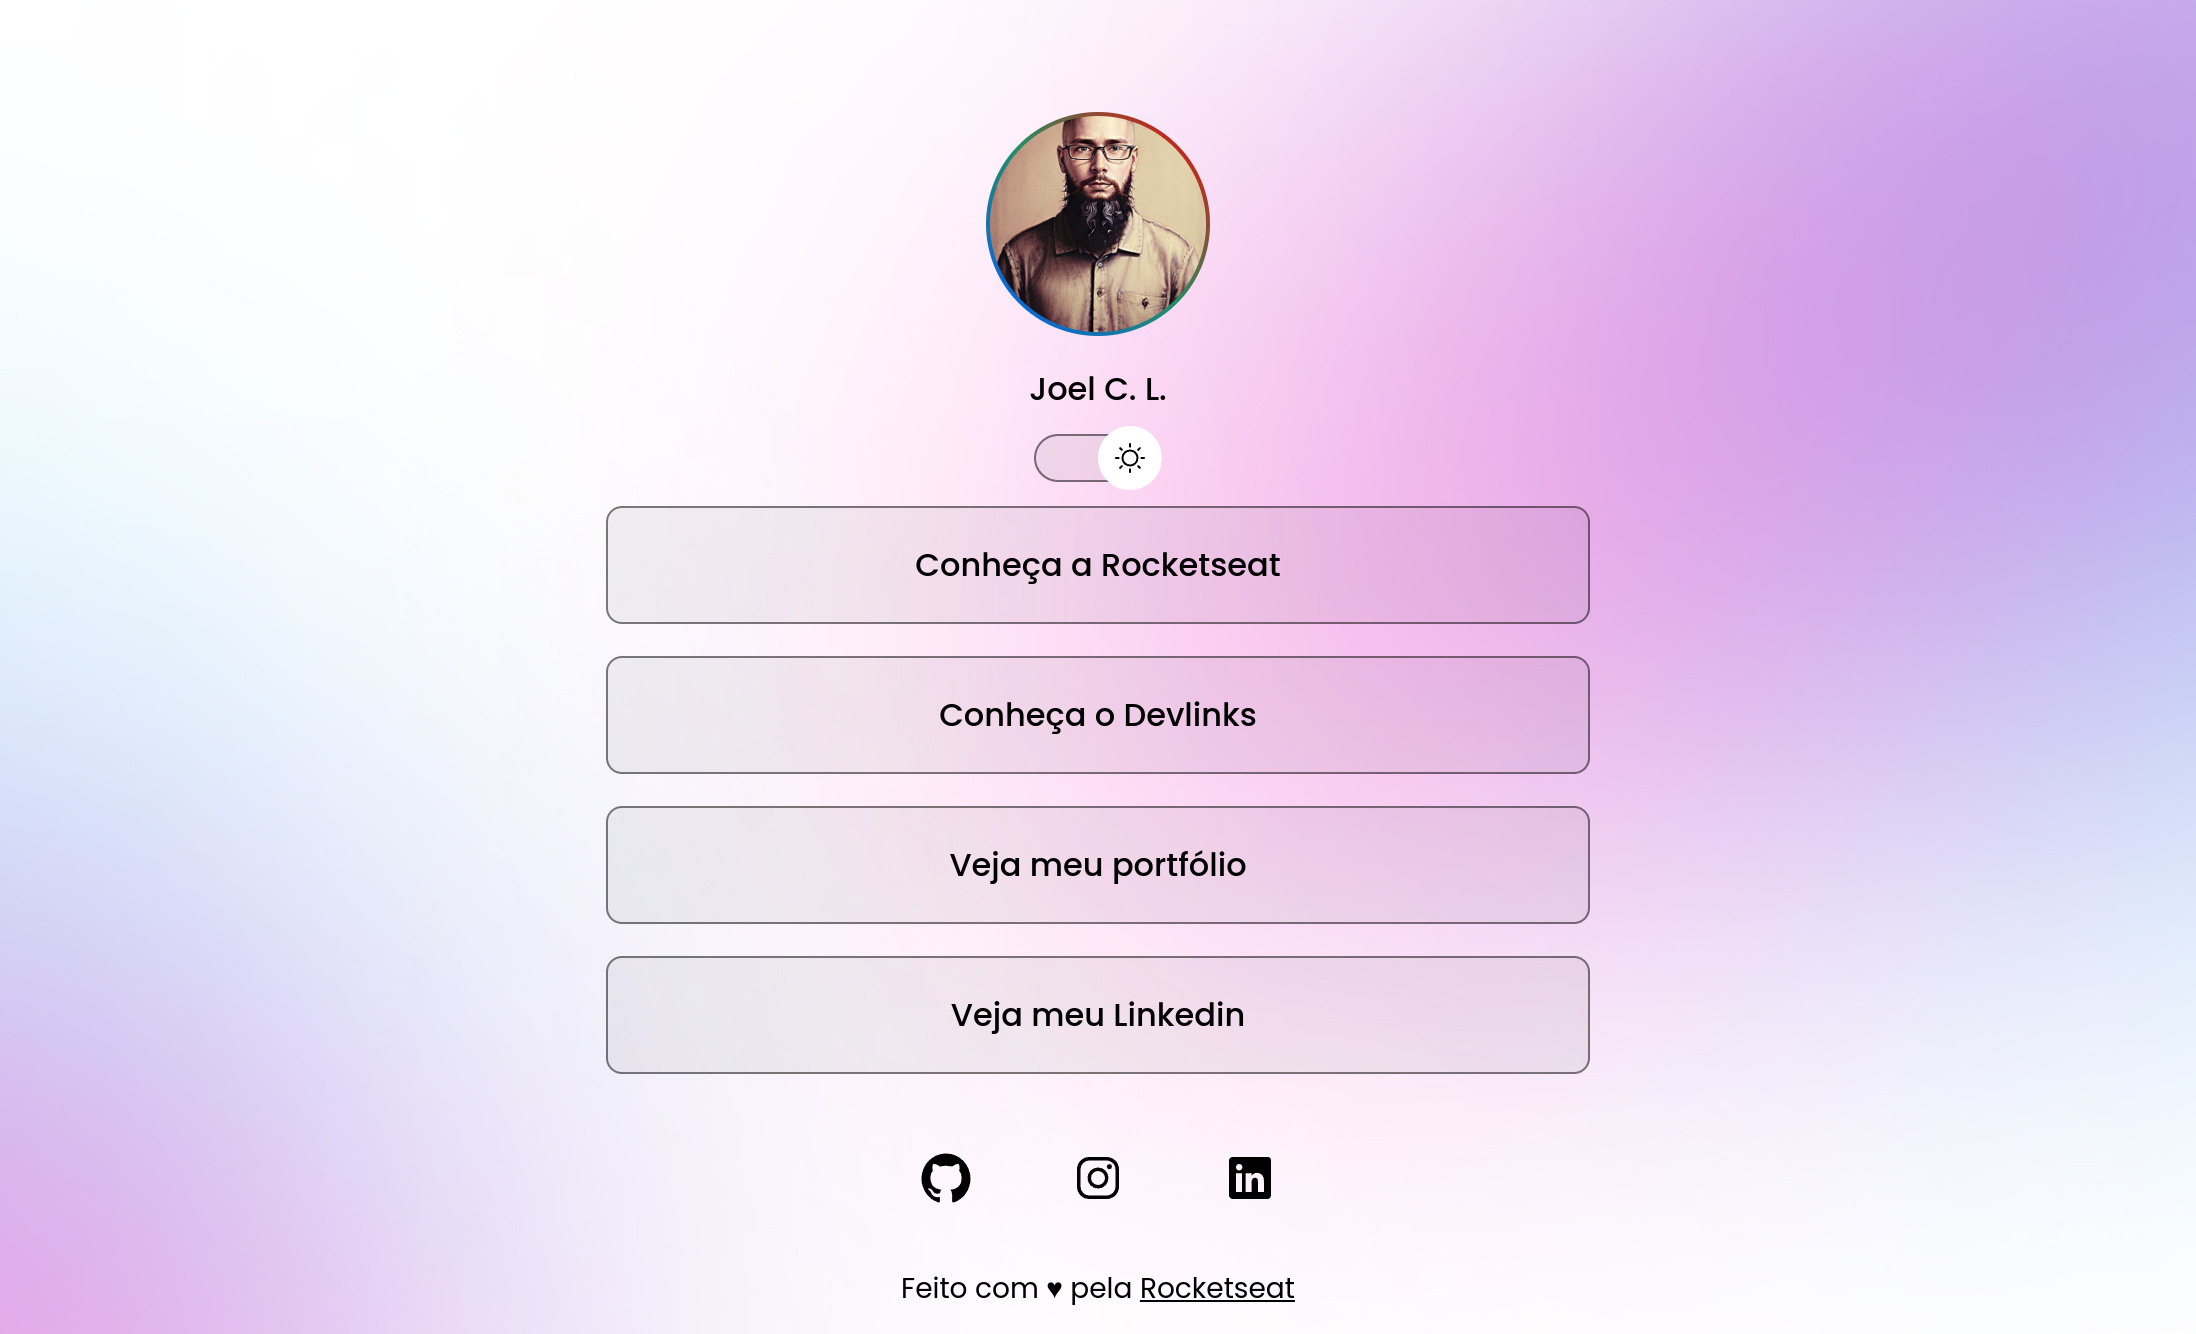 Joel C. L.
Conheça a Rocketseat
Conheça o Devlinks
Veja meu portfólio
Veja meu Linkedin
Feito com ♥ pela Rocketseat